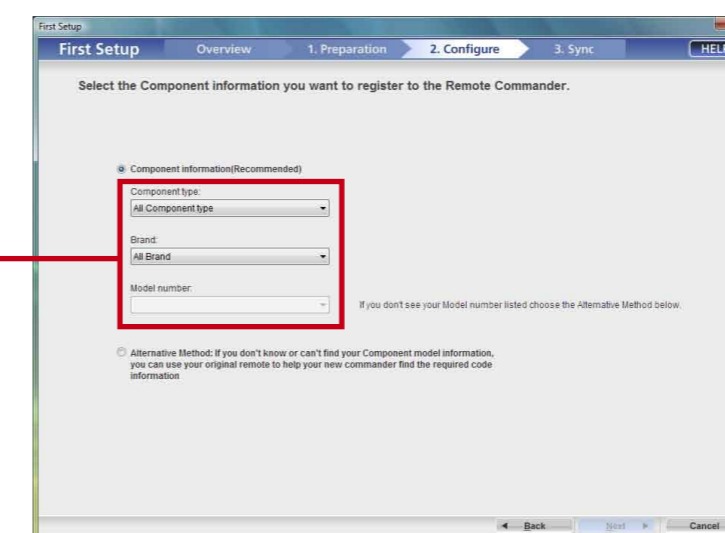 First Setup
First Setup Overview 1. Preparation 2. Configure 3. Sync HEL
Select the Component information you want to register to the Remote Commander.
Component information(Recommended)
Component type:
All Component type
Brand:
All Brand
Model number:
If you don't see your Model number listed choose the Alternative Method below.
Alternative Method: If you don't know or can't find your Component model information,
you can use your original remote to help your new commander find the required code
information
Back Next Cancel